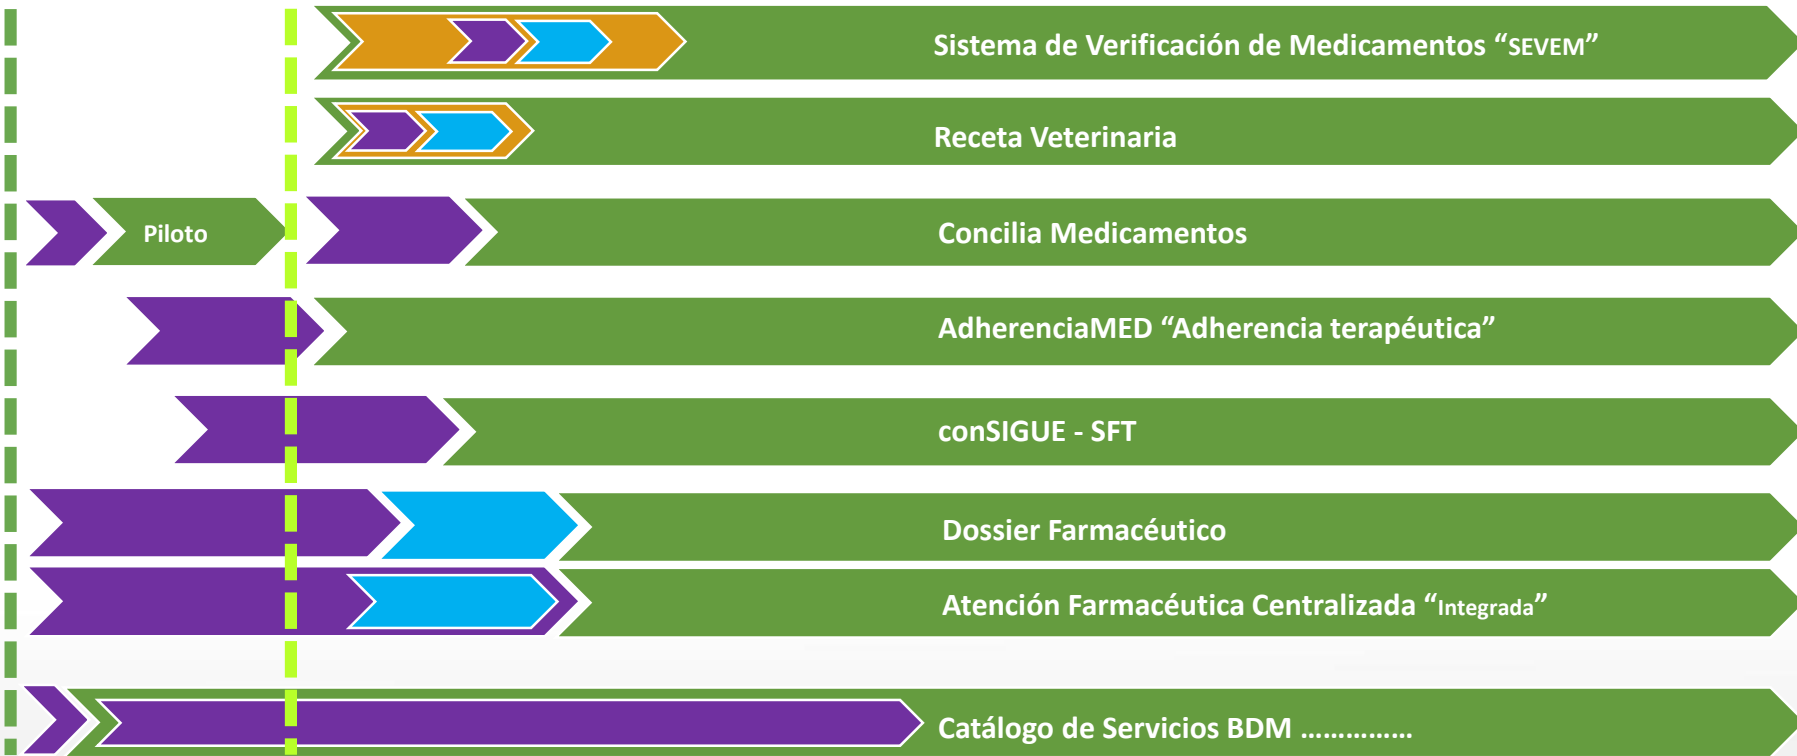 Sistema de Verificación de Medicamentos “SEVEM”
Receta Veterinaria
Piloto
Concilia Medicamentos
AdherenciaMED “Adherencia terapéutica”
conSIGUE - SFT
Dossier Farmacéutico
Atención Farmacéutica Centralizada “Integrada”
Catálogo de Servicios BDM ……………